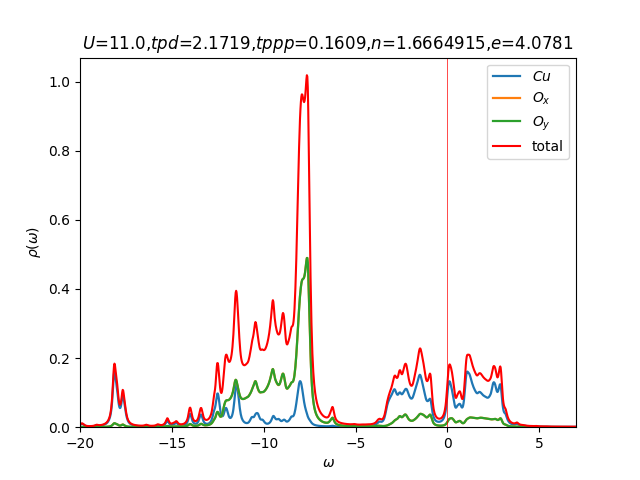 U=11.0,tpd=2.1719,tppp=0.1609,n=1.6664915,e=4.0781
ρ(ω)
1.0
0.8
0.6
0.4
0.2
0.0
−20
−15
−10
−5
0
5
ω
Cu
Ox
Oy
total